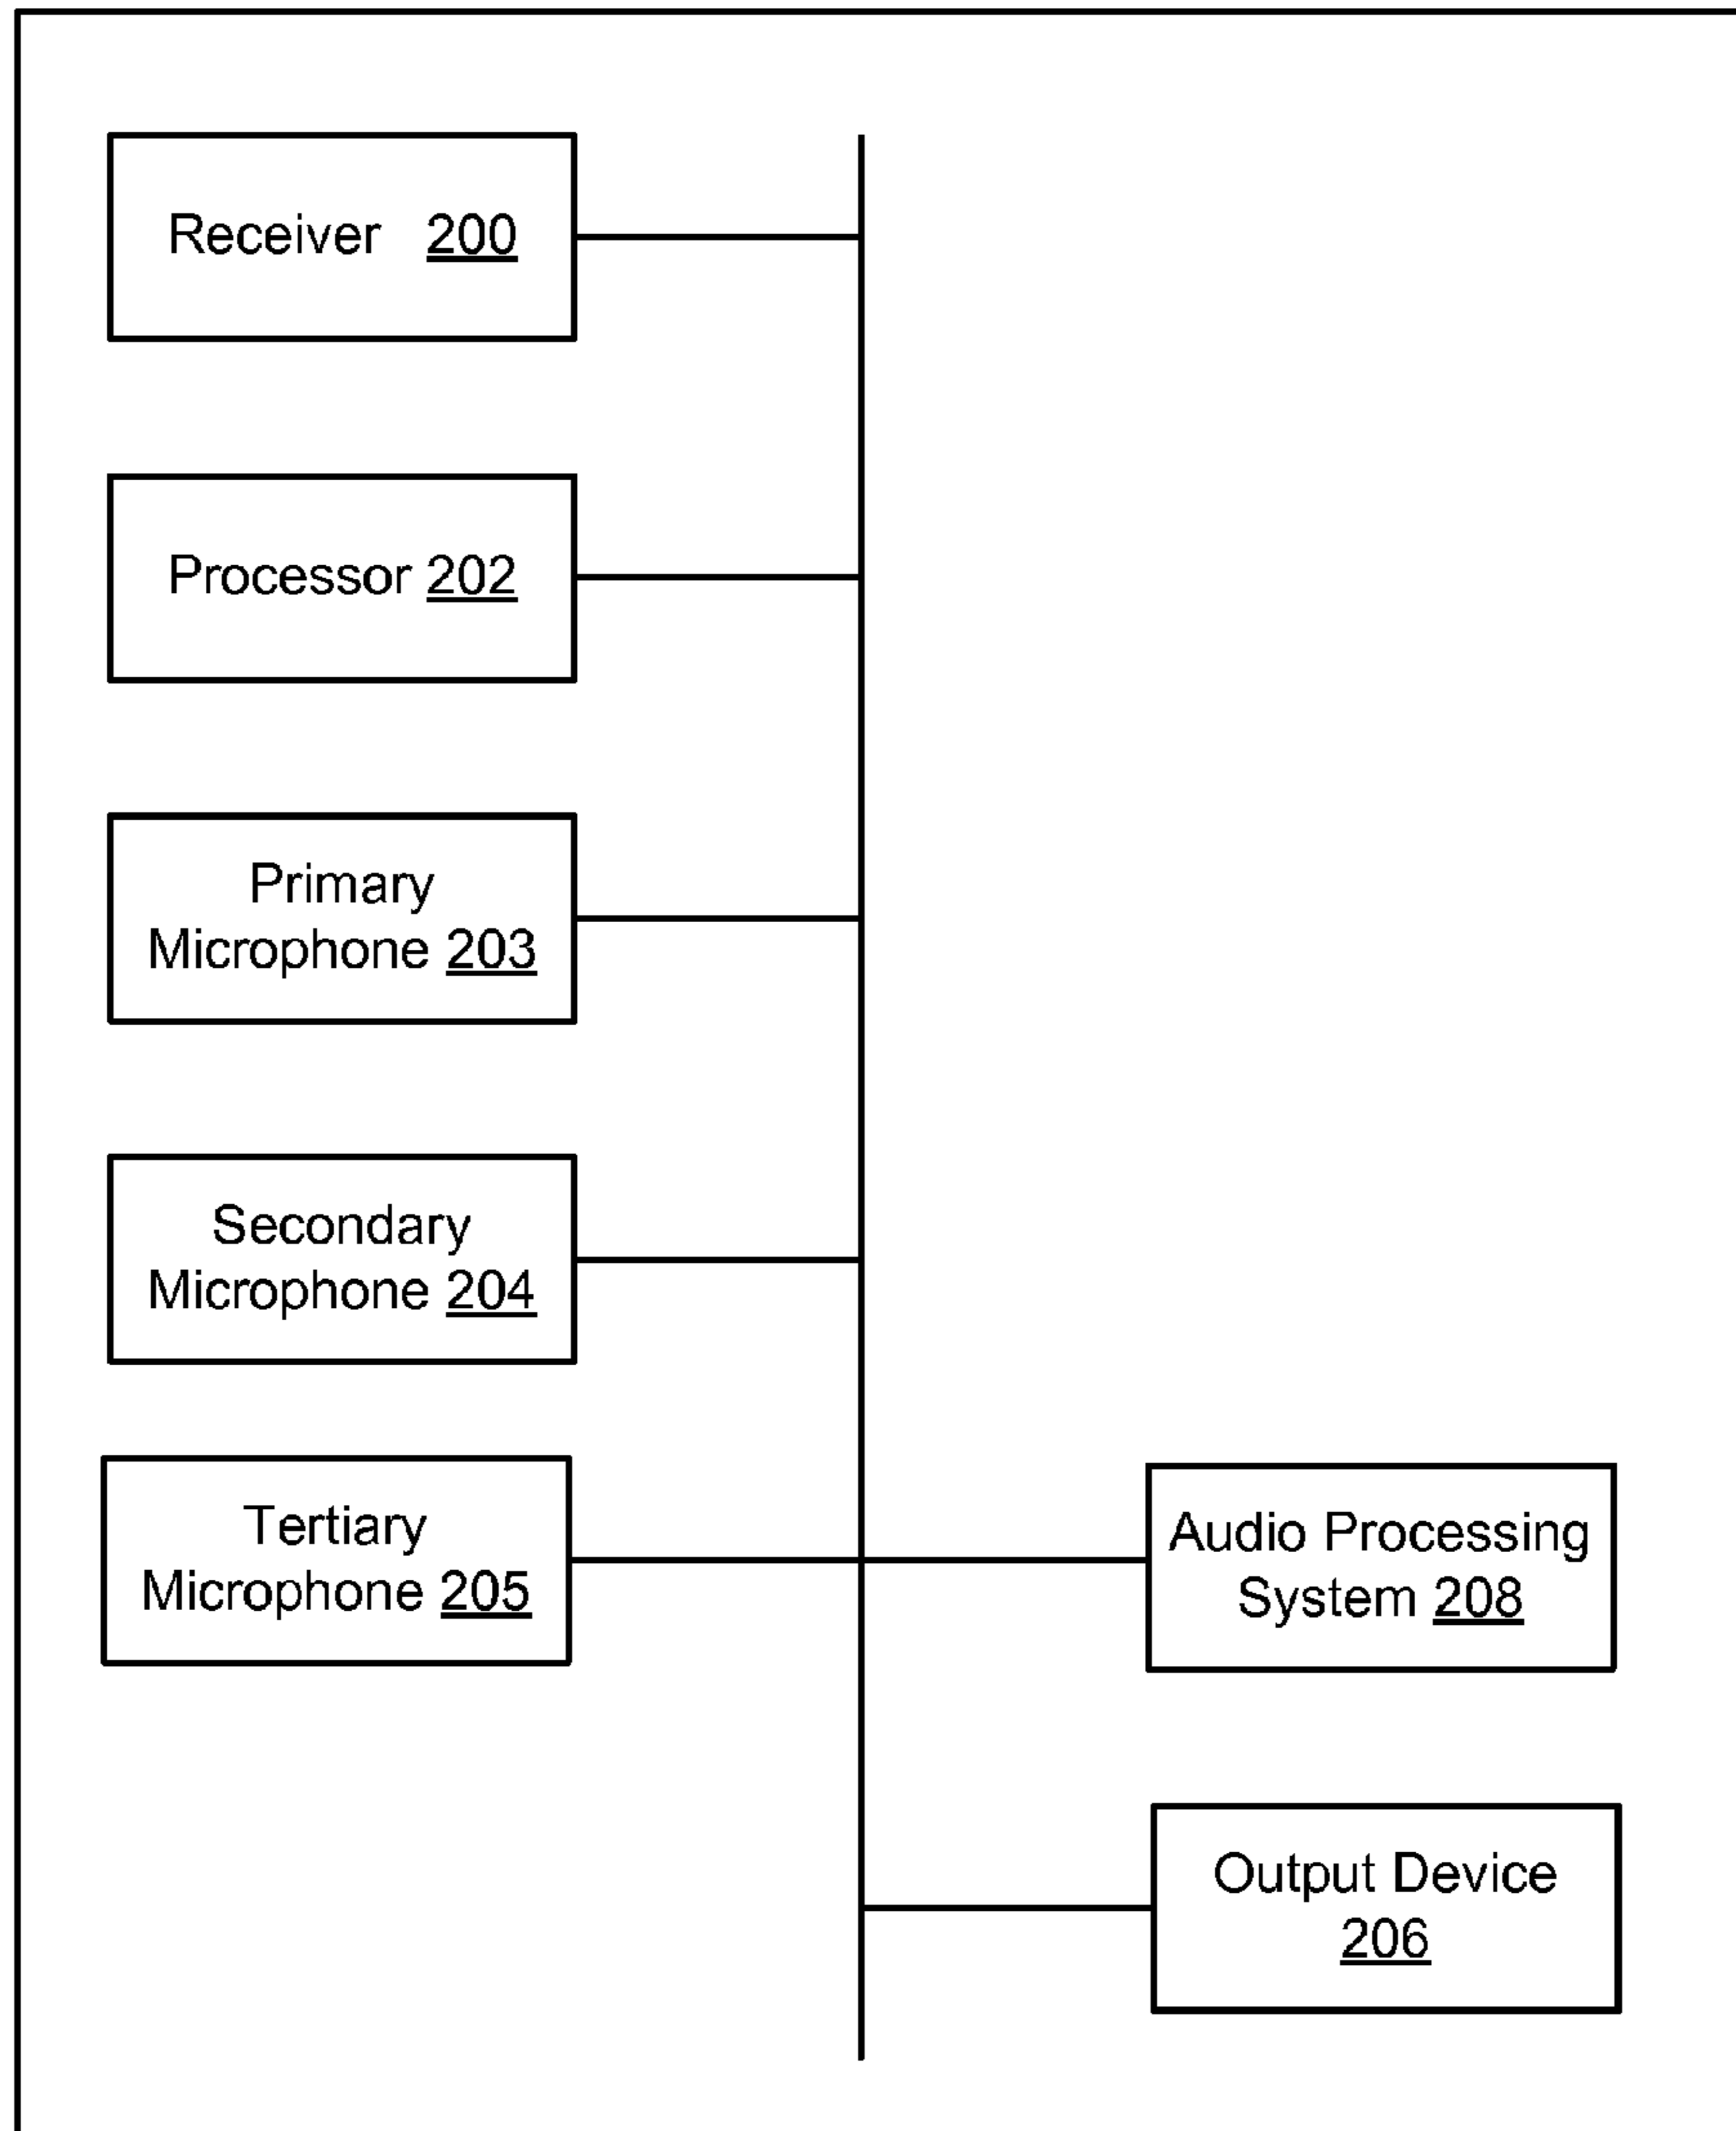 Receiver 200
Processor 202
Primary
Microphone 203
Secondary
Microphone 204
Tertiary
Microphone 205
Audio Processing
System 208
Output Device
206